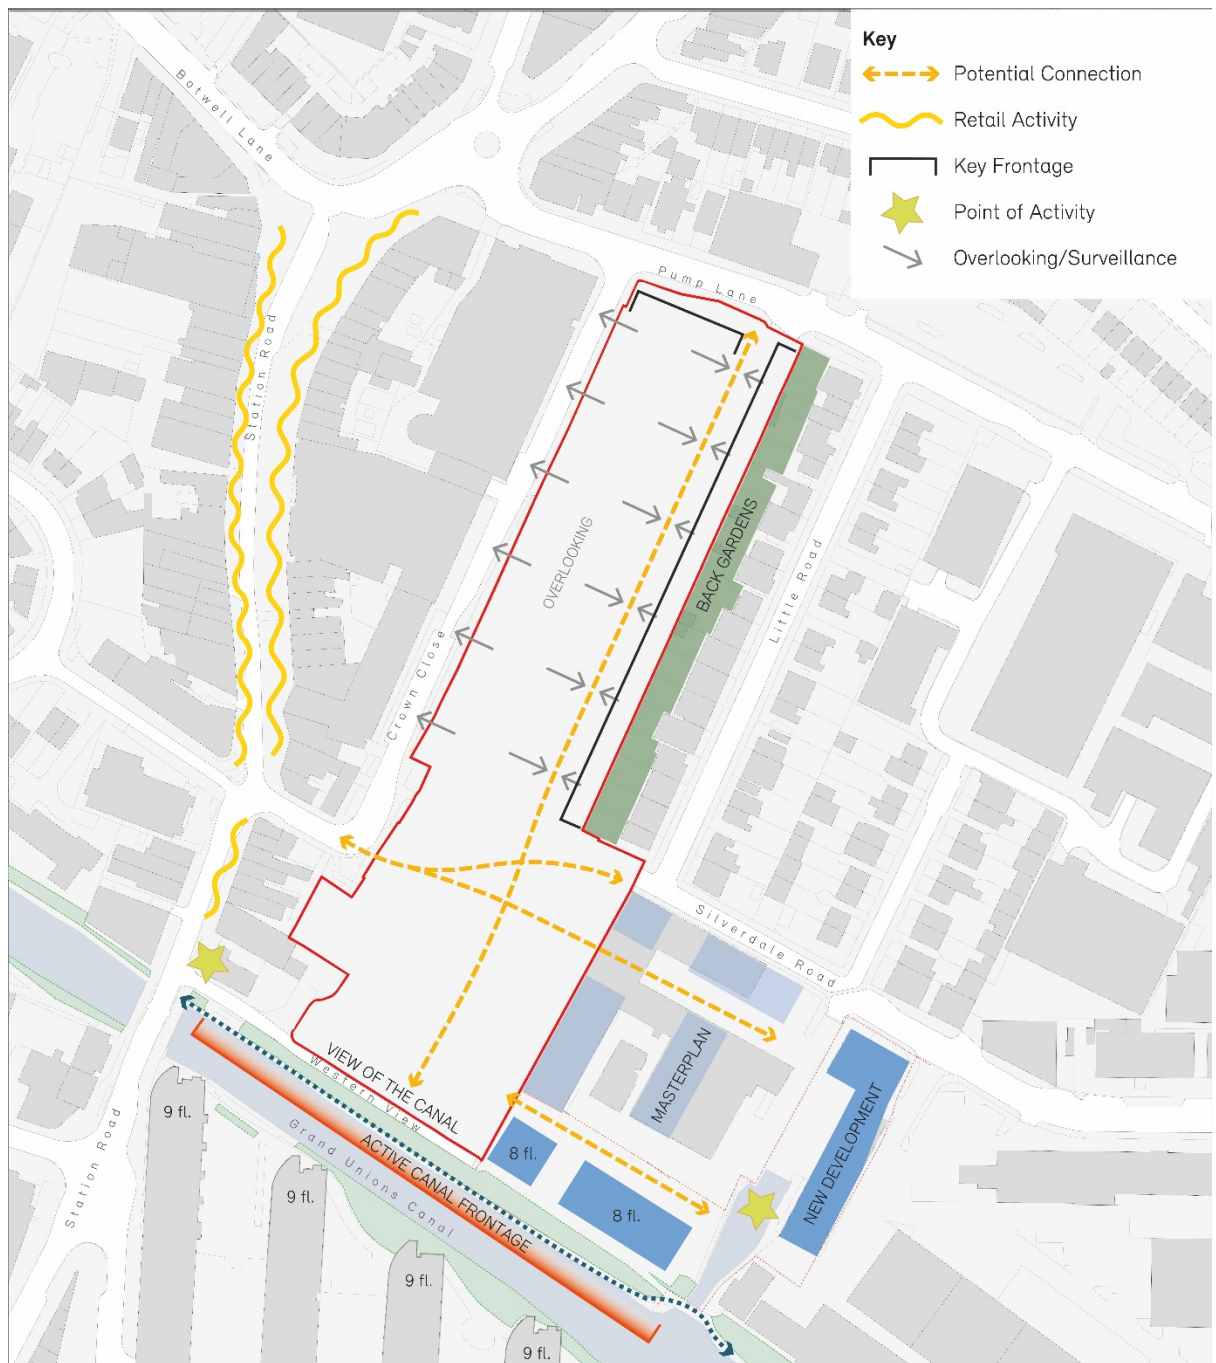 Key
Potential Connection
Retail Activity
Key Frontage
Point of Activity
Overlooking/Surveillance
Botwell Lane
Pump Lane
Station Road
OVERLOOKING
BACK GARDENS
Little Road
Crown Close
Silverdale Road
MASTERPLAN
VIEW OF THE CANAL
Western View
NEW DEVELOPMENT
9 fl.
ACTIVE CANAL FRONTAGE
Grand Unions Canal
8 fl.
8 fl.
Station Road
9 fl.
9 fl.
9 fl.